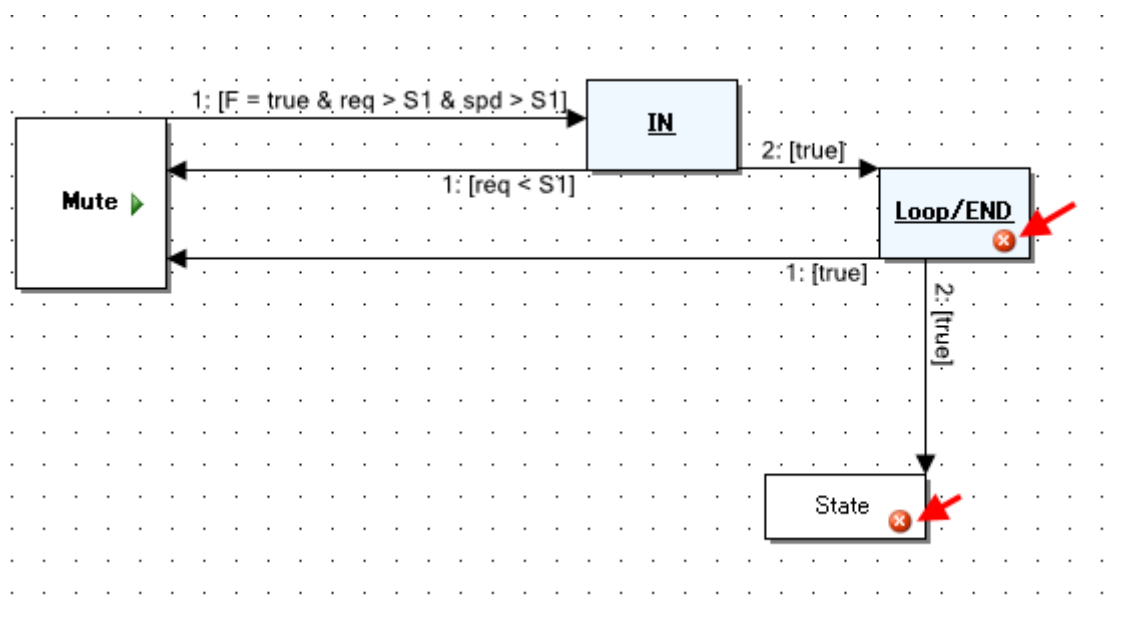 1: [F = true & req > S1 & spd > S1]
IN
2: [true]
1: [req < S1]
Mute
Loop/END
1: [true]
2: [true]
State